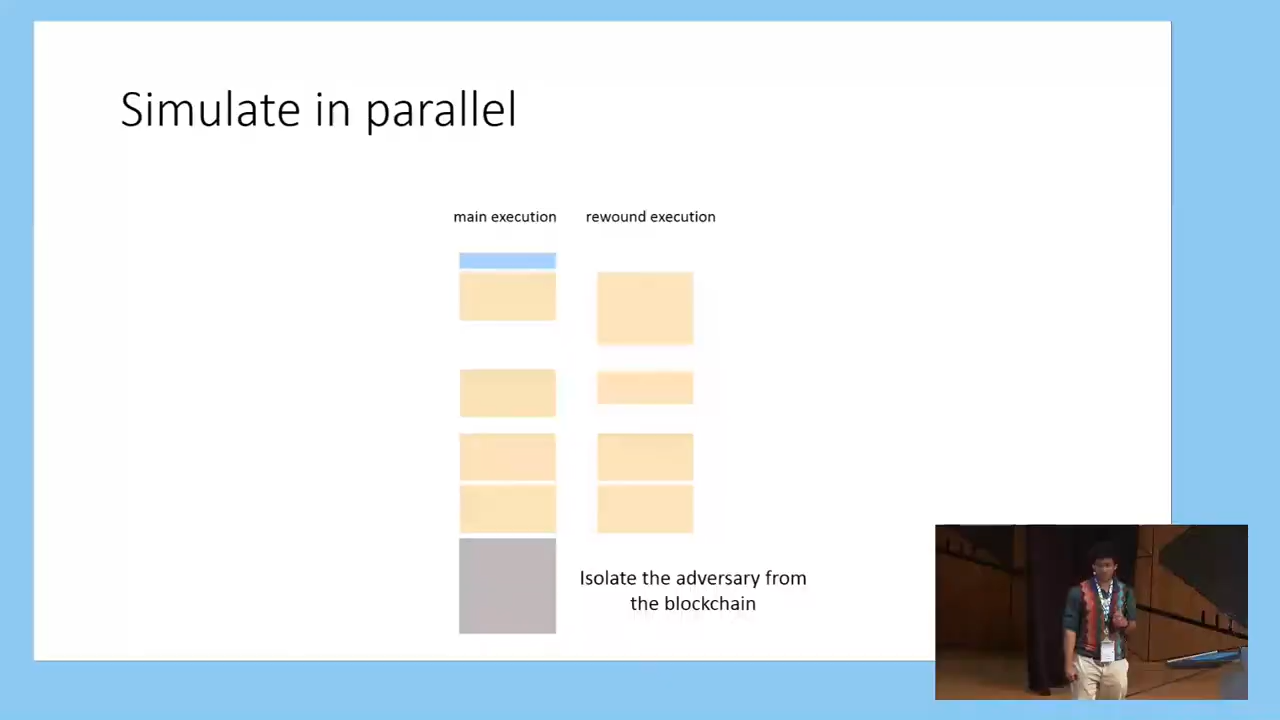 Simulate in parallel
main execution
rewound execution
Isolate the adversary from
the blockchain